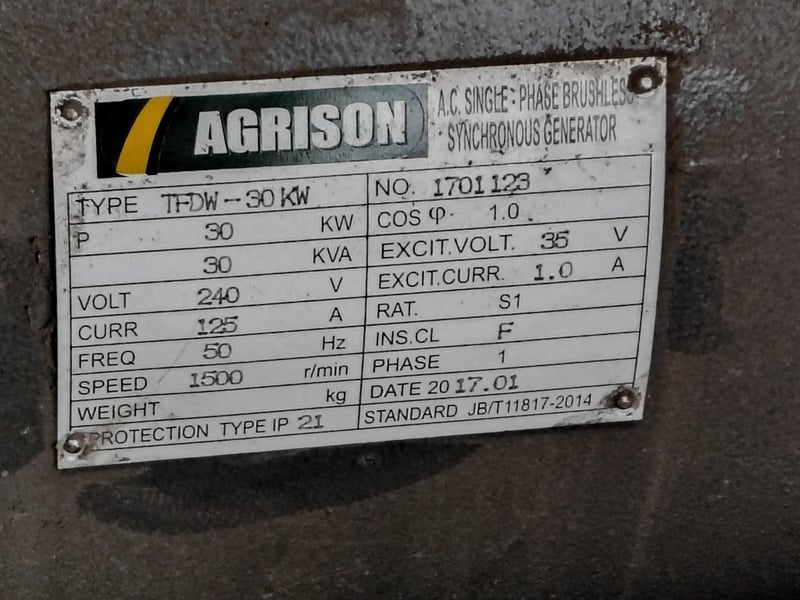 AGRISON
A.C. SINGLE-PHASE BRUSHLESS
SYNCHRONOUS GENERATOR
TYPE TFDW-30KW
P 30 KW
30 KVA
VOLT 240 V
CURR 125 A
FREQ 50 Hz
SPEED 1500 r/min
WEIGHT kg
PROTECTION TYPE IP 21
NO. 1701123
COS φ 1.0
EXCIT.VOLT. 35 V
EXCIT.CURR. 1.0 A
RAT. S1
INS.CL F
PHASE 1
DATE 2017.01
STANDARD JB/T11817-2014